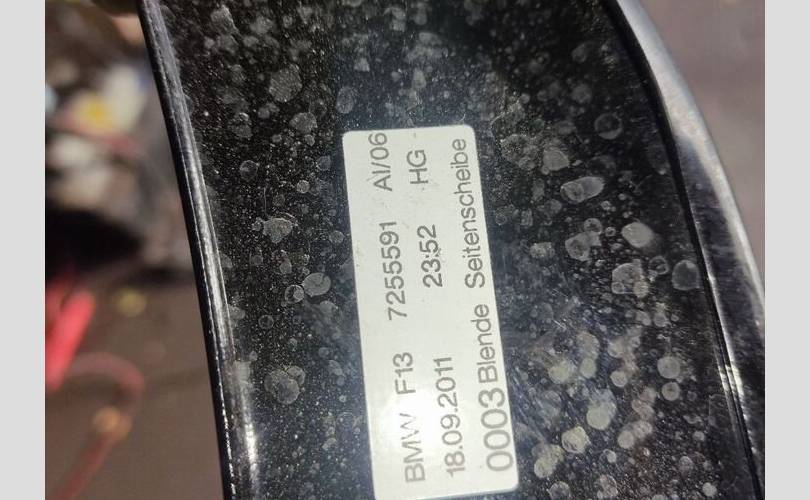 BMW F13 7255591 AI/06
18.09.2011 23:52 HG
0003 Blende Seitenscheibe